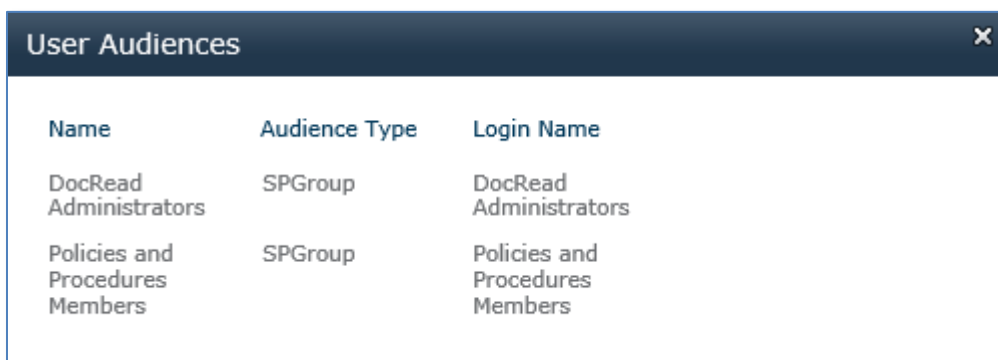 User Audiences
Name Audience Type Login Name
DocRead SPGroup DocRead
Administrators Administrators
Policies and SPGroup Policies and
Procedures Procedures
Members Members